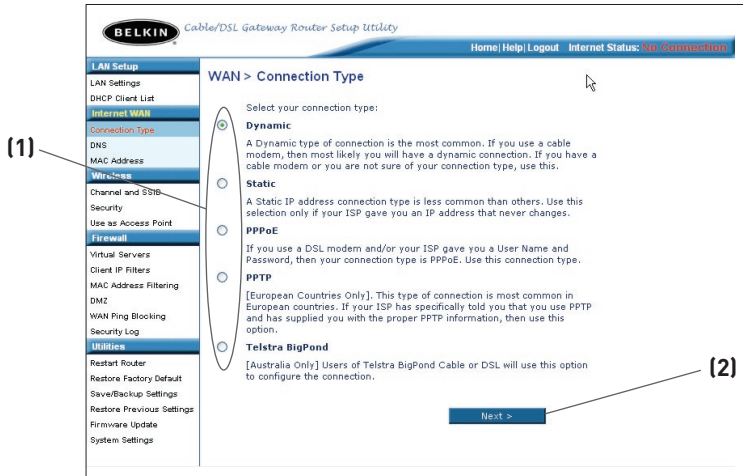 BELKIN
Cable/DSL Gateway Router Setup Utility
Home| Help| Logout Internet Status: No Connection
LAN Setup
LAN Settings
DHCP Client List
Internet WAN
Connection Type
DNS
MAC Address
Wireless
Channel and SSID
Security
Use as Access Point
Firewall
Virtual Servers
Client IP Filters
MAC Address Filtering
DMZ
WAN Ping Blocking
Security Log
Utilities
Restart Router
Restore Factory Default
Save/Backup Settings
Restore Previous Settings
Firmware Update
System Settings
WAN > Connection Type
Select your connection type:
Dynamic
A Dynamic type of connection is the most common. If you use a cable
modem, then most likely you will have a dynamic connection. If you have a
cable modem or you are not sure of your connection type, use this.
Static
A Static IP address connection type is less common than others. Use this
selection only if your ISP gave you an IP address that never changes.
PPPoE
If you use a DSL modem and/or your ISP gave you a User Name and
Password, then your connection type is PPPoE. Use this connection type.
PPTP
[European Countries Only]. This type of connection is most common in
European countries. If your ISP has specifically told you that you use PPTP
and has supplied you with the proper PPTP information, then use this
option.
Telstra BigPond
[Australia Only] Users of Telstra BigPond Cable or DSL will use this option
to configure the connection.
Next >
(1)
(2)